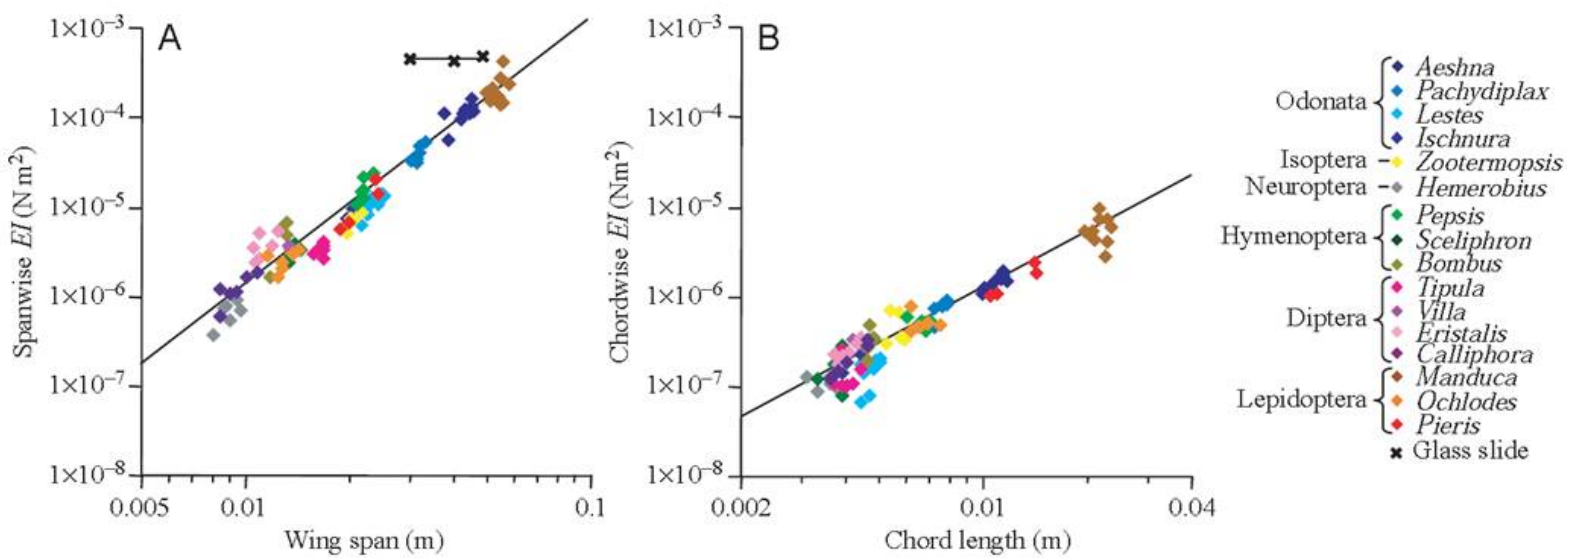 A
1×10⁻³
1×10⁻⁴
1×10⁻⁵
1×10⁻⁶
1×10⁻⁷
1×10⁻⁸
Spanwise EI (N m²)
0.005 0.01 0.1
Wing span (m)
B
1×10⁻³
1×10⁻⁴
1×10⁻⁵
1×10⁻⁶
1×10⁻⁷
1×10⁻⁸
Chordwise EI (Nm²)
0.002 0.01 0.04
Chord length (m)
Odonata
Aeshna
Pachydiplax
Lestes
Ischnura
Isoptera Zootermopsis
Neuroptera Hemerobius
Hymenoptera
Pepsis
Sceliphron
Bombus
Diptera
Tipula
Villa
Eristalis
Calliphora
Lepidoptera
Manduca
Ochlodes
Pieris
Glass slide